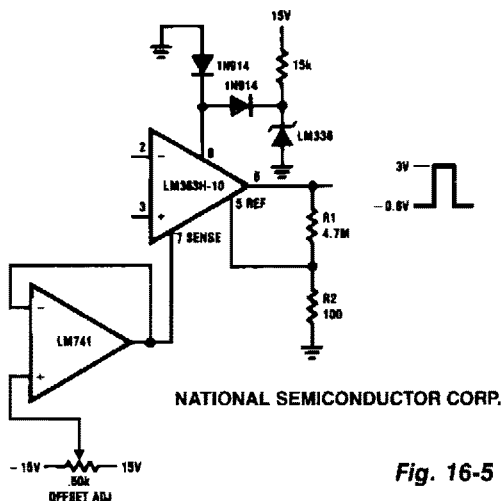 15V
15k
1N914
1N914
LM336
8
2
-
LM363H-10
6
3V
5 REF
-0.6V
3
+
R1
4.7M
7 SENSE
-
R2
100
LM741
+
NATIONAL SEMICONDUCTOR CORP.
-15V
15V
50k
OFFSET ADJ
Fig. 16-5